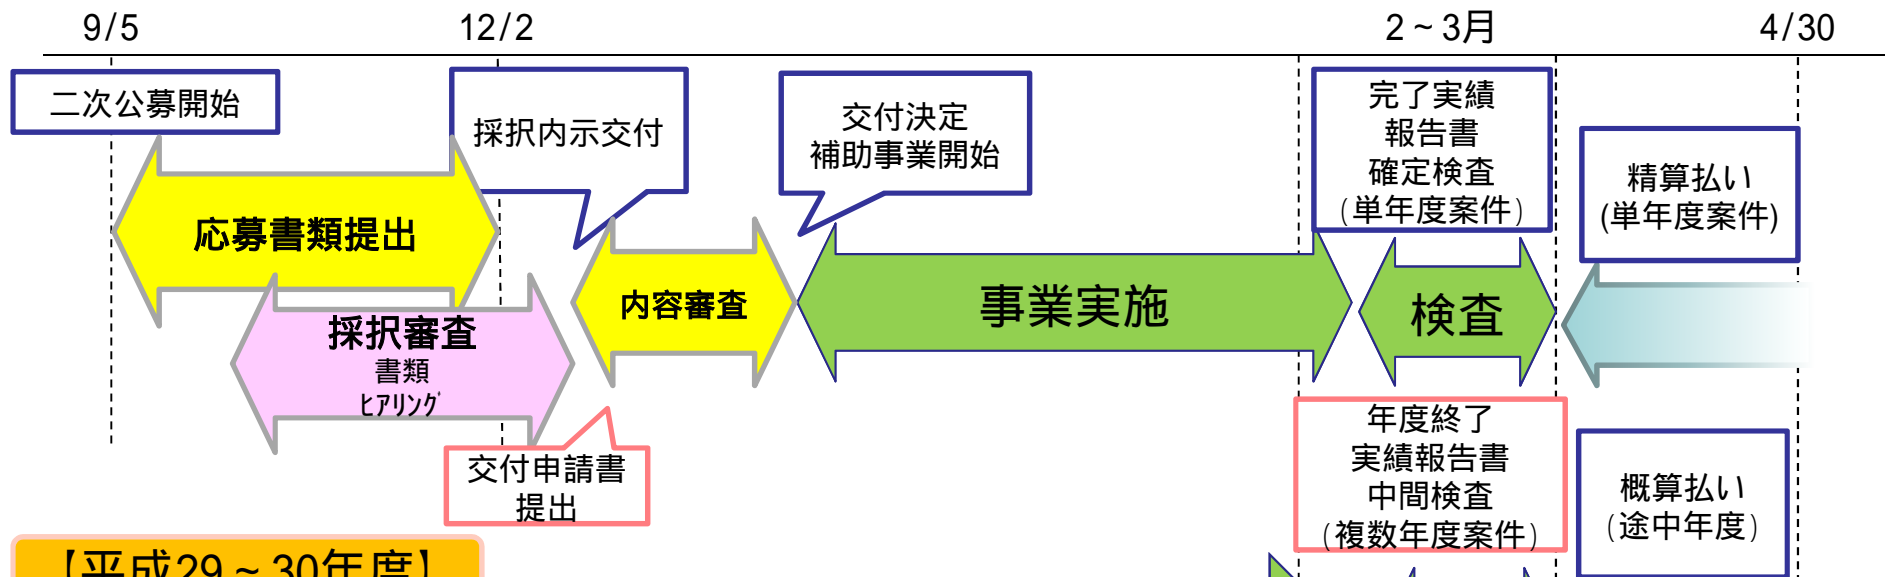 9/5
12/2
2～3月
4/30
二次公募開始
採択内示交付
交付決定
補助事業開始
完了実績
報告書
確定検査
(単年度案件)
精算払い
(単年度案件)
応募書類提出
採択審査
書類
ﾋｱﾘﾝｸﾞ
内容審査
事業実施
検査
交付申請書
提出
年度終了
実績報告書
中間検査
(複数年度案件)
概算払い
(途中年度)
【平成29～30年度】